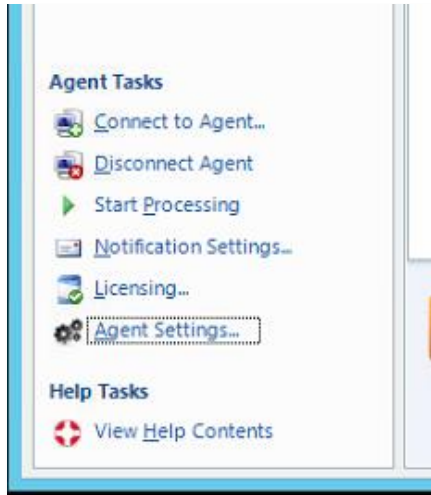 Agent Tasks
Connect to Agent...
Disconnect Agent
Start Processing
Notification Settings...
Licensing...
Agent Settings...
Help Tasks
View Help Contents